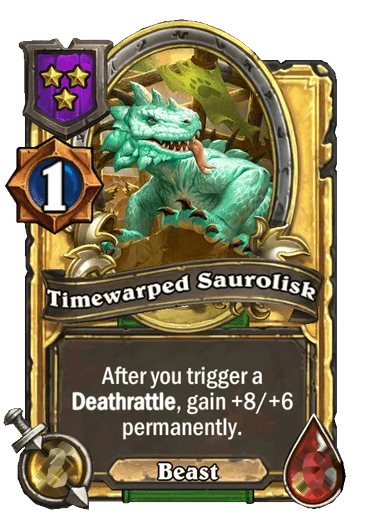 1
Timewarped Saurolisk
After you trigger a
Deathrattle, gain +8/+6
permanently.
Beast